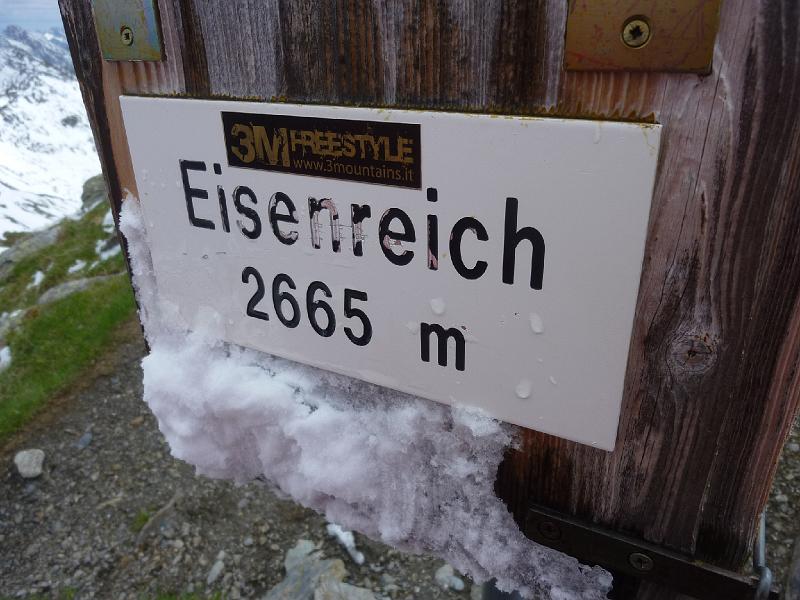 3M FREESTYLE
www.3mountains.it
Eisenreich
2665 m